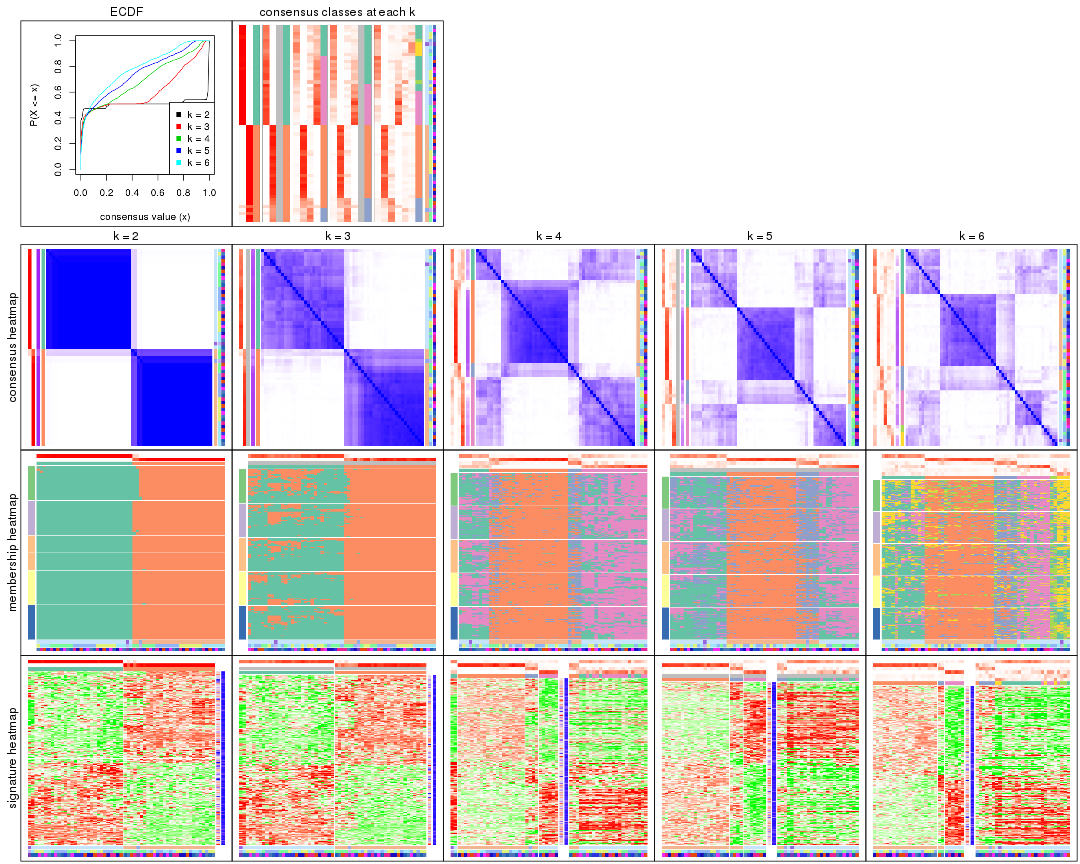 ECDF
consensus classes at each k
P(X <= x)
0.0 0.2 0.4 0.6 0.8 1.0
k = 2
k = 3
k = 4
k = 5
k = 6
0.0 0.2 0.4 0.6 0.8 1.0
consensus value (x)
k = 2
k = 3
k = 4
k = 5
k = 6
consensus heatmap
membership heatmap
signature heatmap